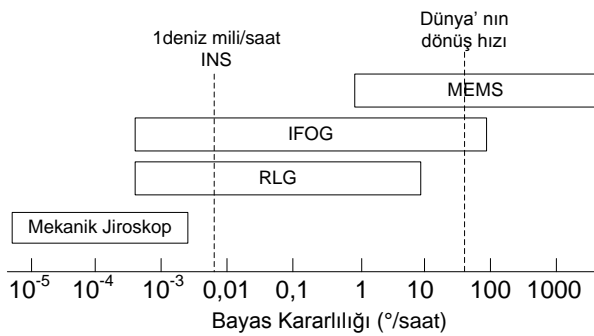 1deniz mili/saat
INS
Dünya' nın
dönüş hızı
MEMS
IFOG
RLG
Mekanik Jiroskop
10⁻⁵ 10⁻⁴ 10⁻³ 0,01 0,1 1 10 100 1000
Bayas Kararlılığı (°/saat)